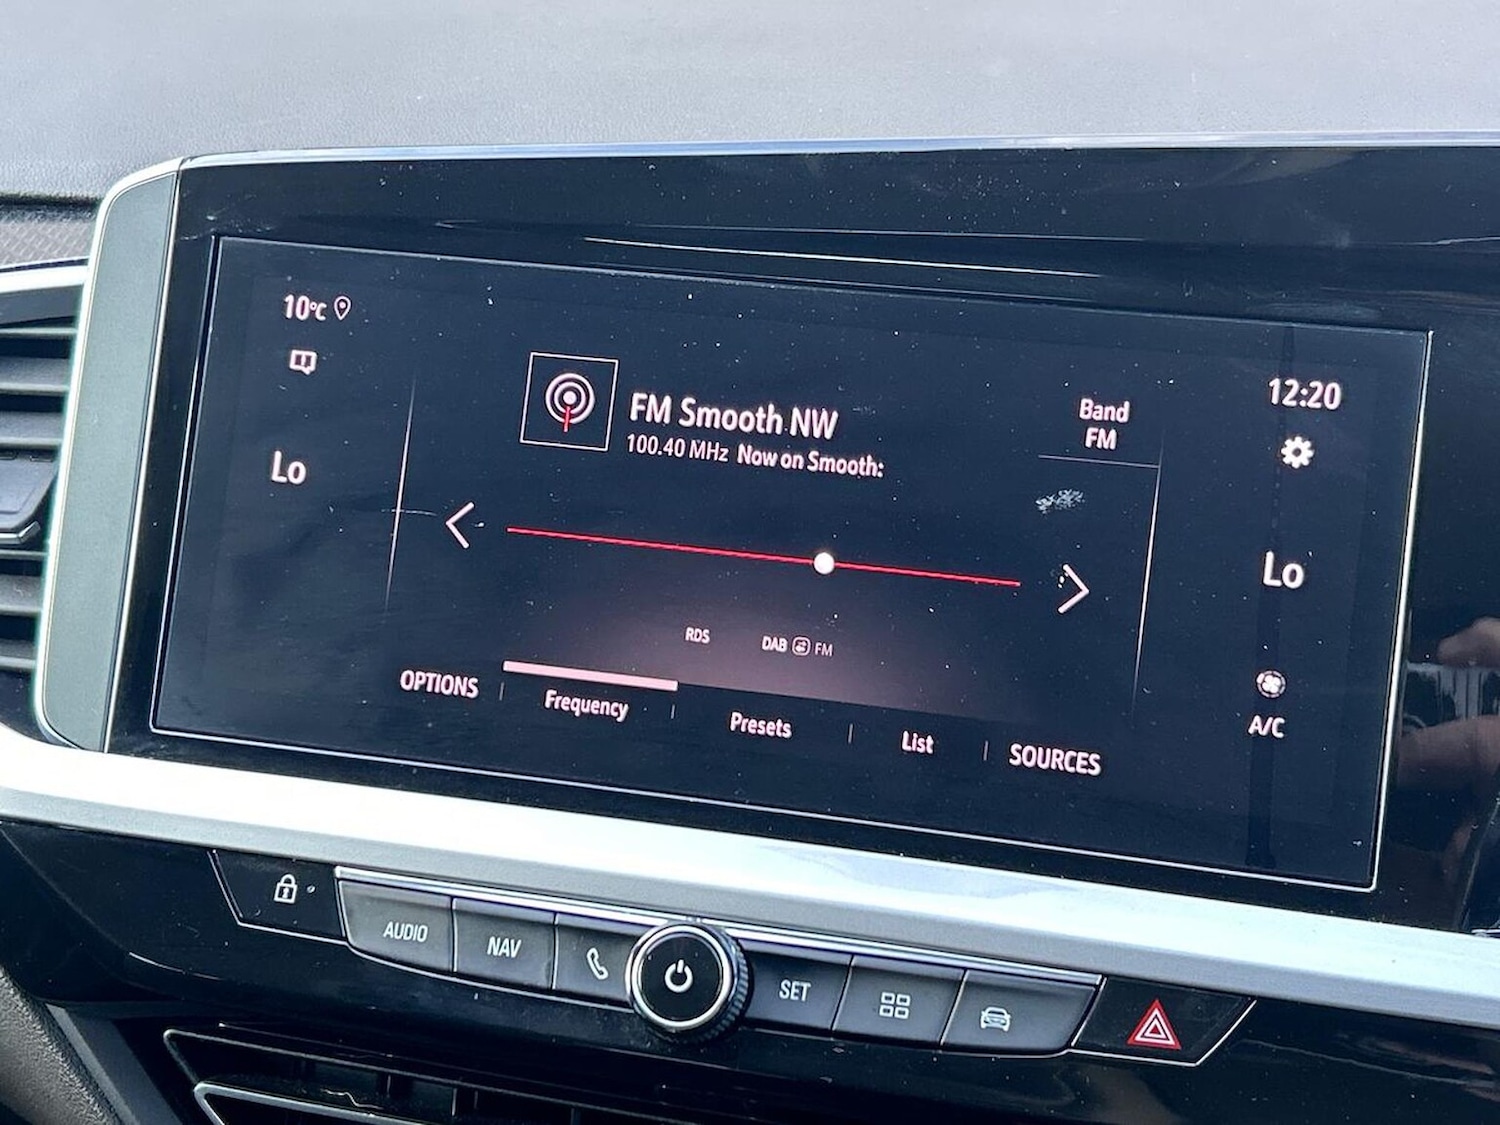 10°C
Lo
FM Smooth NW
100.40 MHz Now on Smooth:
Band
FM
12:20
Lo
RDS
DAB FM
A/C
OPTIONS
Frequency
Presets
List
SOURCES
AUDIO
NAV
SET